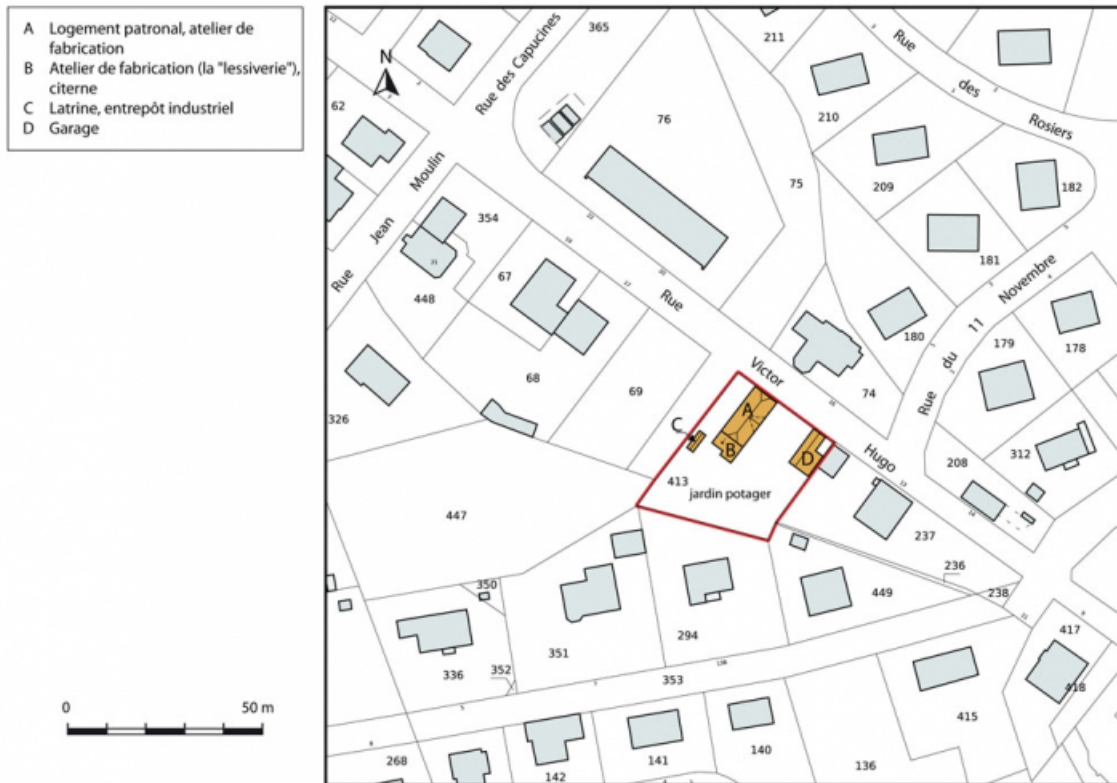 A Logement patronal, atelier de
fabrication
B Atelier de fabrication (la "lessiverie"),
citerne
C Latrine, entrepôt industriel
D Garage
0 50 m
N
365
211
Rue des Rosiers
62
Rue des Capucines
76
210
75
209
182
Rue Jean Moulin
354
181
67
448
Rue Victor Hugo
Rue du 11 Novembre
180
179
178
68
69
74
326
A
B
C
D
413
jardin potager
208
312
447
237
236
238
350
449
336
352
351
294
353
417
418
415
268
142
141
140
136